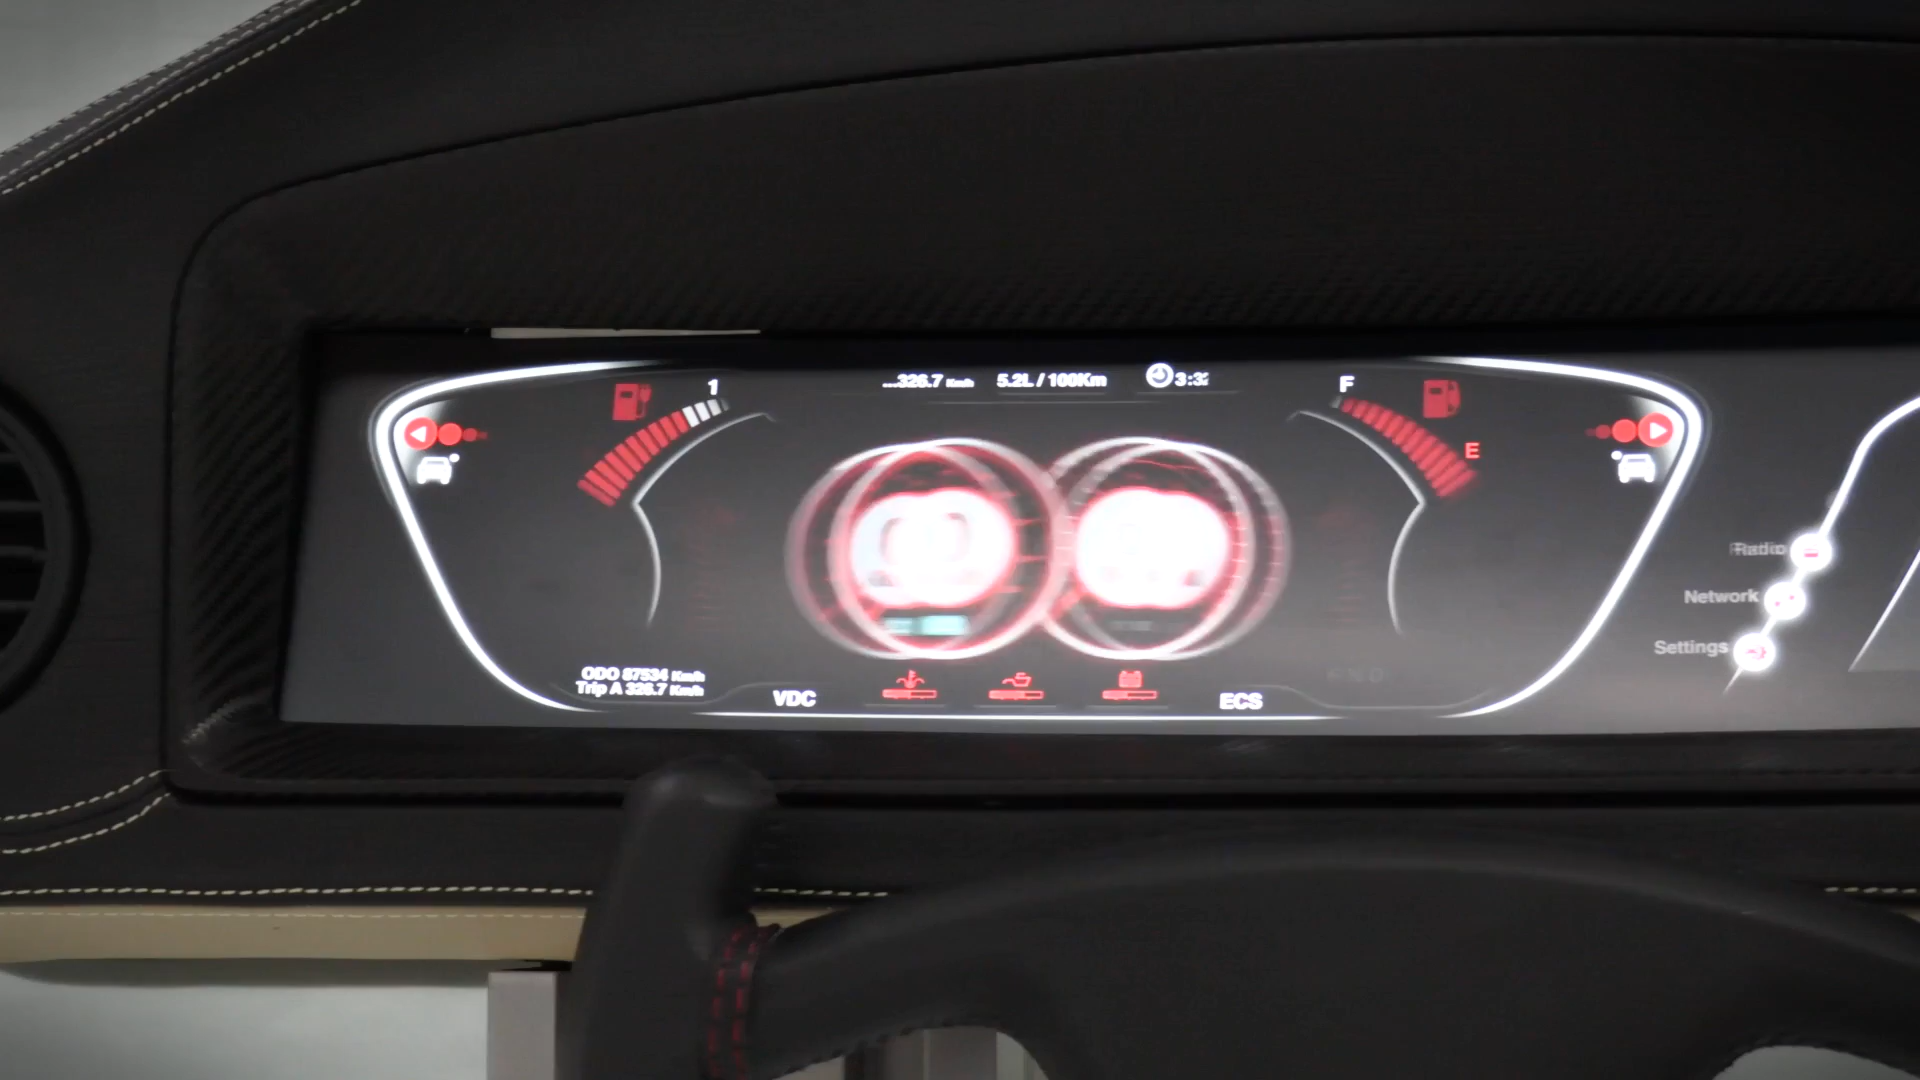 1
...326.7 Km/h
5.2L / 100Km
F
E
Radio
Network
Settings
ODO 87534 Km/h
Trip A 326.7 Km/h
VDC
ECS